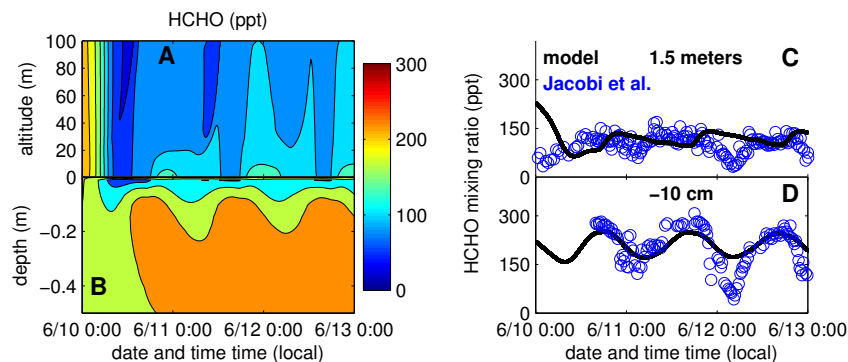 HCHO (ppt)
altitude (m)
100
80
60
40
20
0
A
depth (m)
−0.2
−0.4
B
6/10 0:00 6/11 0:00 6/12 0:00 6/13 0:00
date and time time (local)
300
200
100
0
HCHO mixing ratio (ppt)
model 1.5 meters C
Jacobi et al.
300
150
0
−10 cm D
300
150
0
6/10 0:00 6/11 0:00 6/12 0:00 6/13 0:00
date and time time (local)